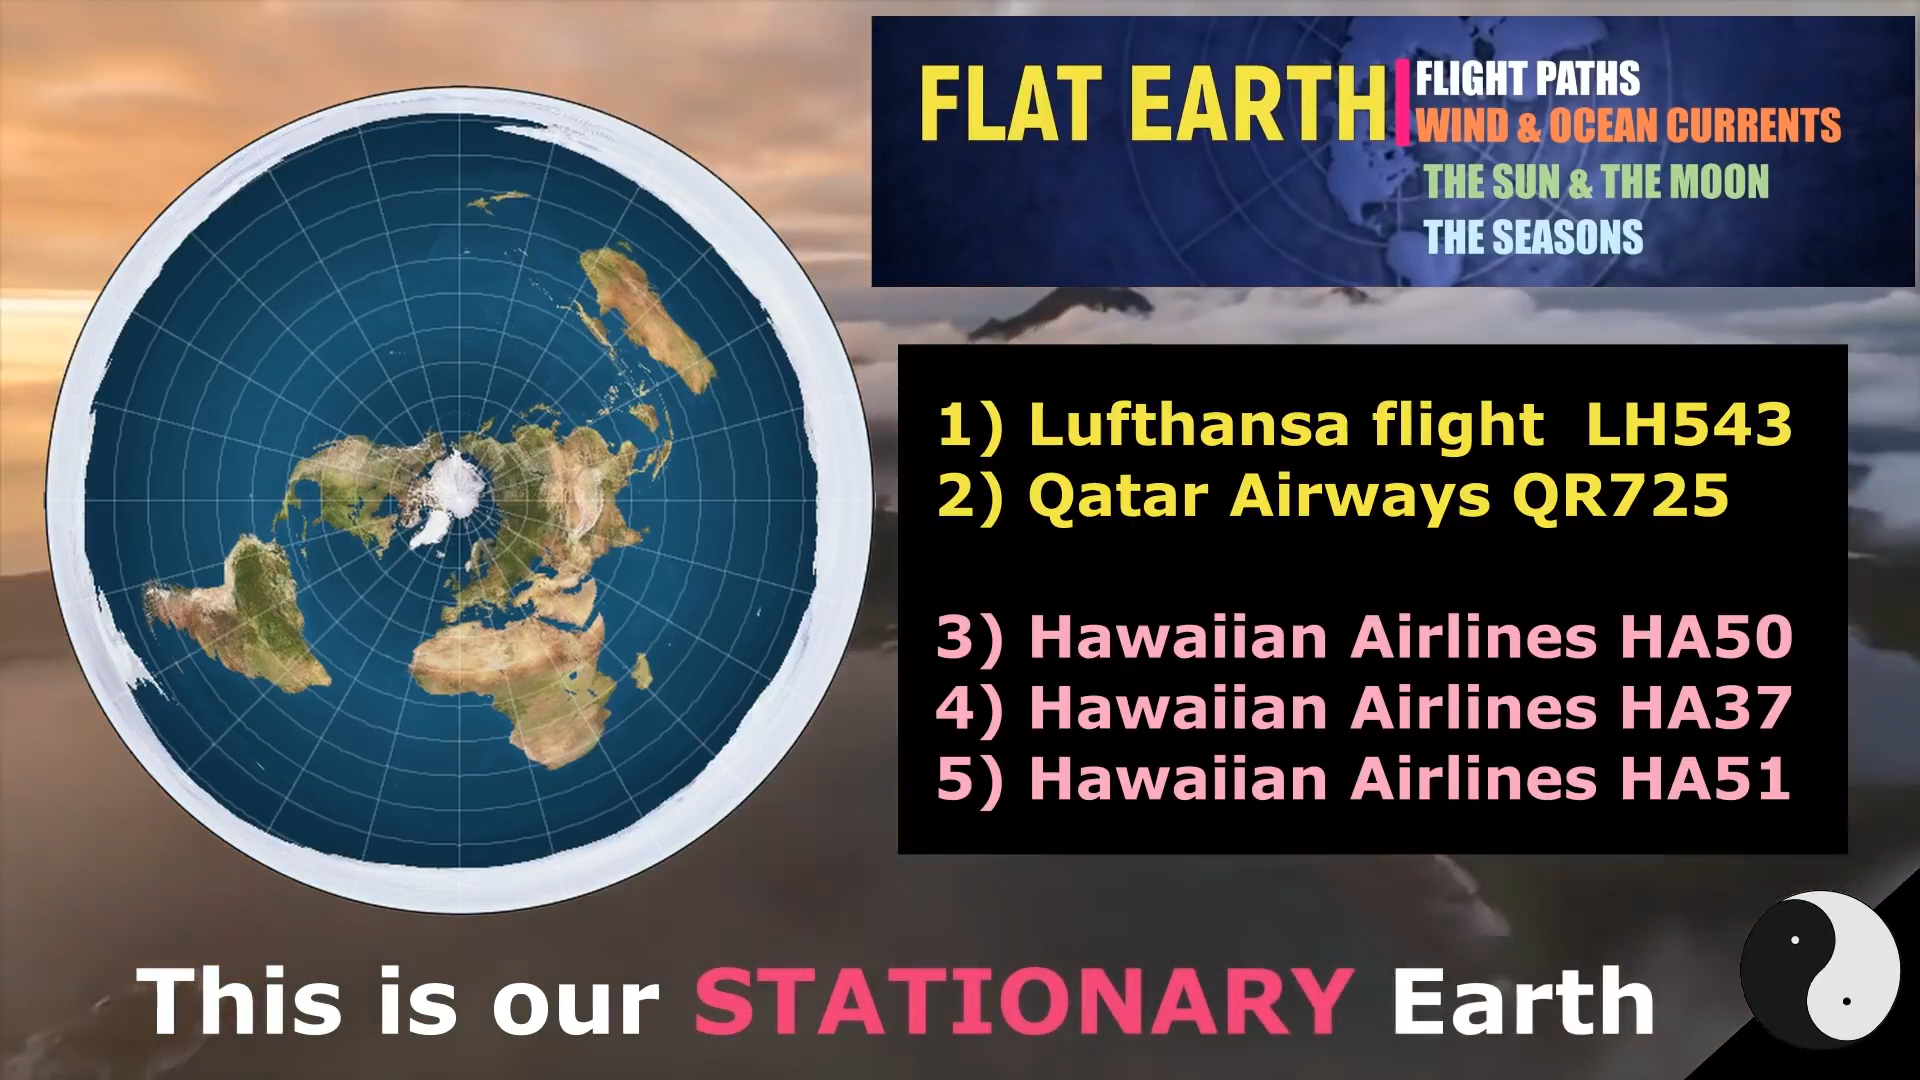 FLAT EARTH
FLIGHT PATHS
WIND & OCEAN CURRENTS
THE SUN & THE MOON
THE SEASONS
1) Lufthansa flight LH543
2) Qatar Airways QR725
3) Hawaiian Airlines HA50
4) Hawaiian Airlines HA37
5) Hawaiian Airlines HA51
This is our STATIONARY Earth